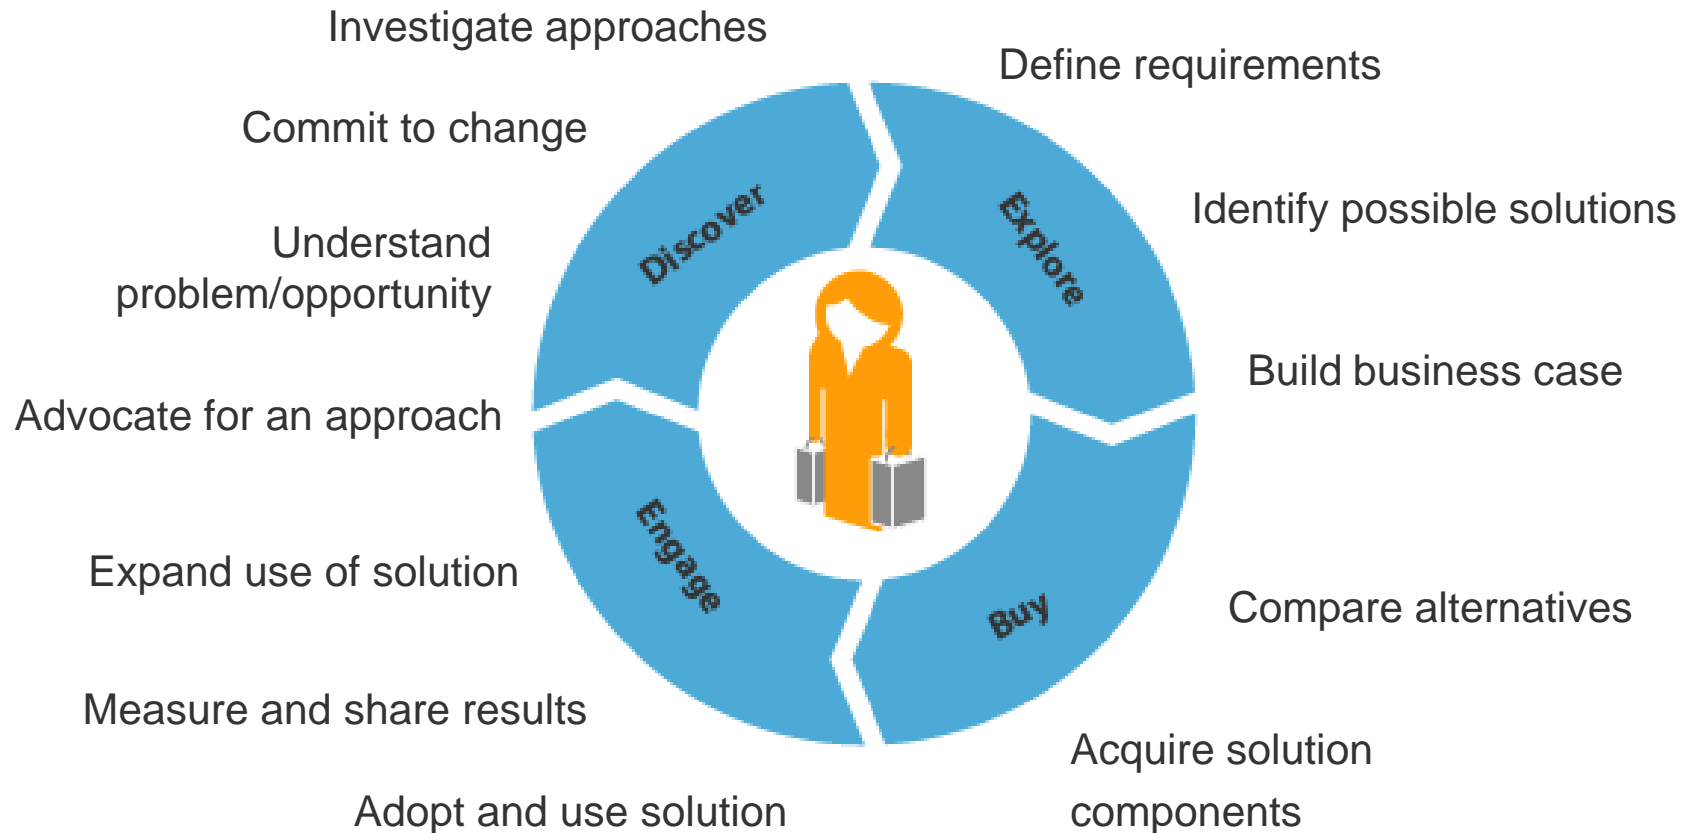 Investigate approaches
Define requirements
Commit to change
Identify possible solutions
Understand
problem/opportunity
Discover
Explore
Build business case
Advocate for an approach
Engage
Buy
Expand use of solution
Compare alternatives
Measure and share results
Acquire solution
components
Adopt and use solution